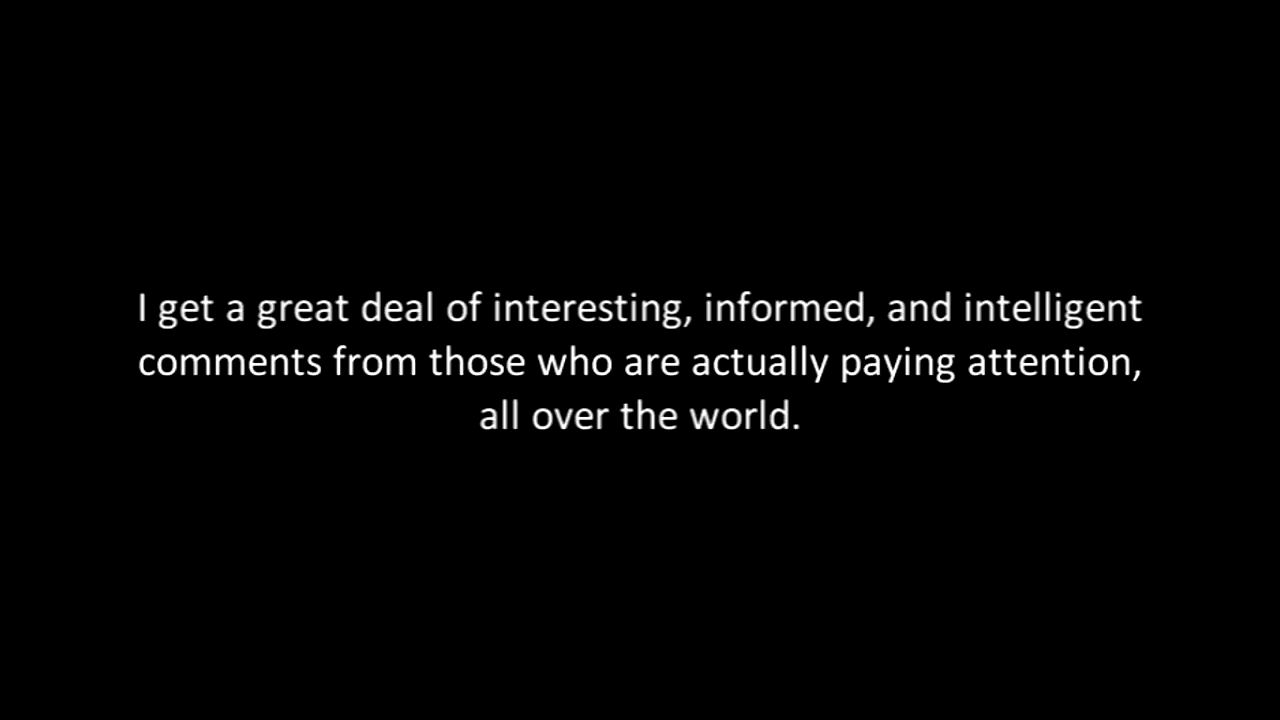 I get a great deal of interesting, informed, and intelligent
comments from those who are actually paying attention,
all over the world.